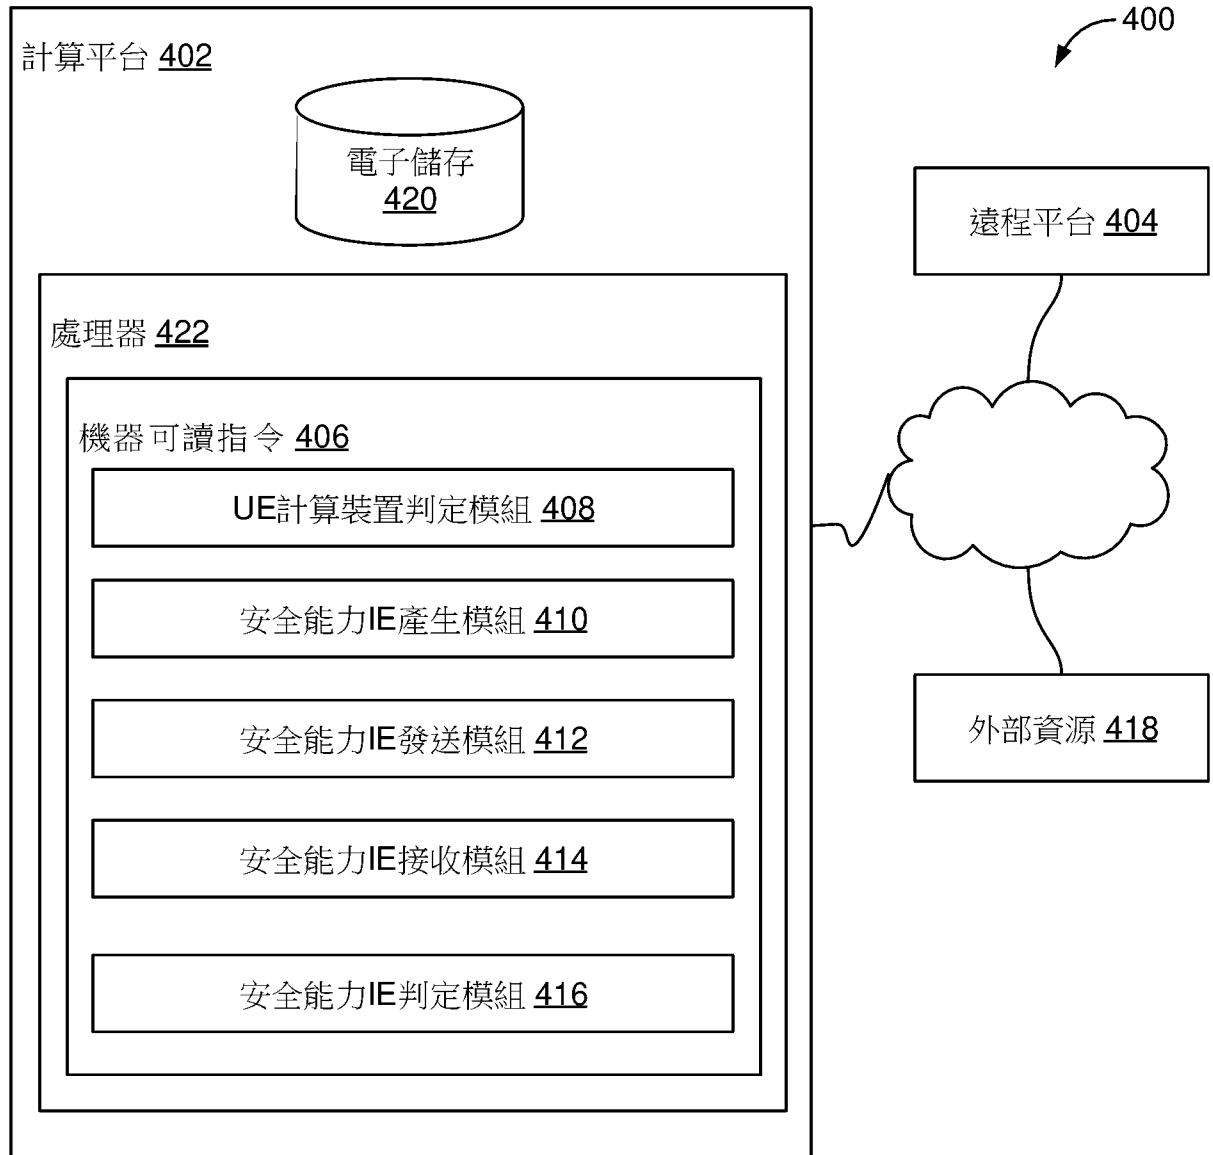 400
計算平台 402
電子儲存
420
遠程平台 404
處理器 422
機器可讀指令 406
UE計算裝置判定模組 408
安全能力IE產生模組 410
安全能力IE發送模組 412
外部資源 418
安全能力IE接收模組 414
安全能力IE判定模組 416